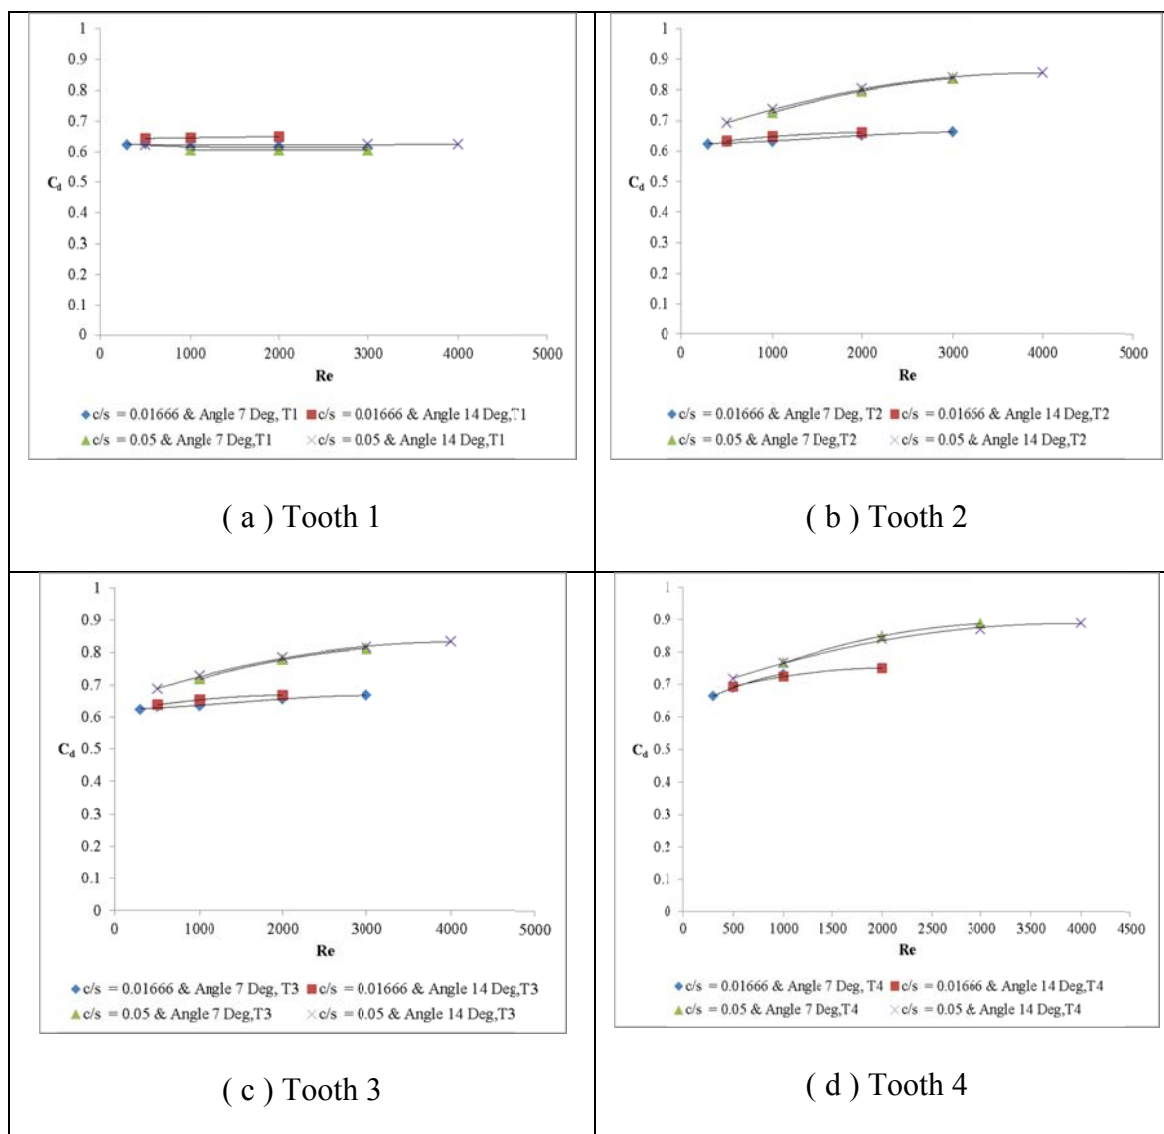 1
0.9
0.8
0.7
0.6
Cd 0.5
0.4
0.3
0.2
0.1
0
0 1000 2000 3000 4000 5000
Re
c/s = 0.01666 & Angle 7 Deg, T1 c/s = 0.01666 & Angle 14 Deg,T1
c/s = 0.05 & Angle 7 Deg,T1 c/s = 0.05 & Angle 14 Deg,T1
( a ) Tooth 1
1
0.9
0.8
0.7
0.6
Cd 0.5
0.4
0.3
0.2
0.1
0
0 1000 2000 3000 4000 5000
Re
c/s = 0.01666 & Angle 7 Deg, T2 c/s = 0.01666 & Angle 14 Deg,T2
c/s = 0.05 & Angle 7 Deg,T2 c/s = 0.05 & Angle 14 Deg,T2
( b ) Tooth 2
1
0.9
0.8
0.7
0.6
Cd 0.5
0.4
0.3
0.2
0.1
0
0 1000 2000 3000 4000 5000
Re
c/s = 0.01666 & Angle 7 Deg, T3 c/s = 0.01666 & Angle 14 Deg,T3
c/s = 0.05 & Angle 7 Deg,T3 c/s = 0.05 & Angle 14 Deg,T3
( c ) Tooth 3
1
0.9
0.8
0.7
0.6
Cd 0.5
0.4
0.3
0.2
0.1
0
0 500 1000 1500 2000 2500 3000 3500 4000 4500
Re
c/s = 0.01666 & Angle 7 Deg, T4 c/s = 0.01666 & Angle 14 Deg,T4
c/s = 0.05 & Angle 7 Deg,T4 c/s = 0.05 & Angle 14 Deg,T4
( d ) Tooth 4